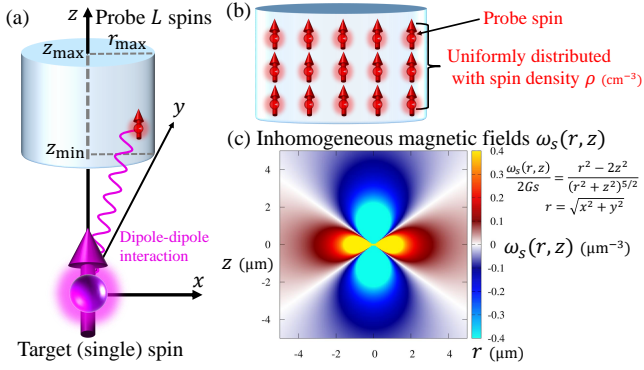 (a)
z
Probe L spins
z_max
r_max
y
z_min
Dipole-dipole
interaction
x
Target (single) spin
(b)
Probe spin
Uniformly distributed
with spin density ρ (cm⁻³)
(c) Inhomogeneous magnetic fields ω_s(r, z)
4
2
0
-2
-4
z (μm)
-4 -2 0 2 4
r (μm)
0.4
0.3
0.2
0.1
0
-0.1
-0.2
-0.3
-0.4
ω_s(r, z)/2Gs = (r² − 2z²)/(r² + z²)^{5/2}
r = √(x² + y²)
ω_s(r, z) (μm⁻³)